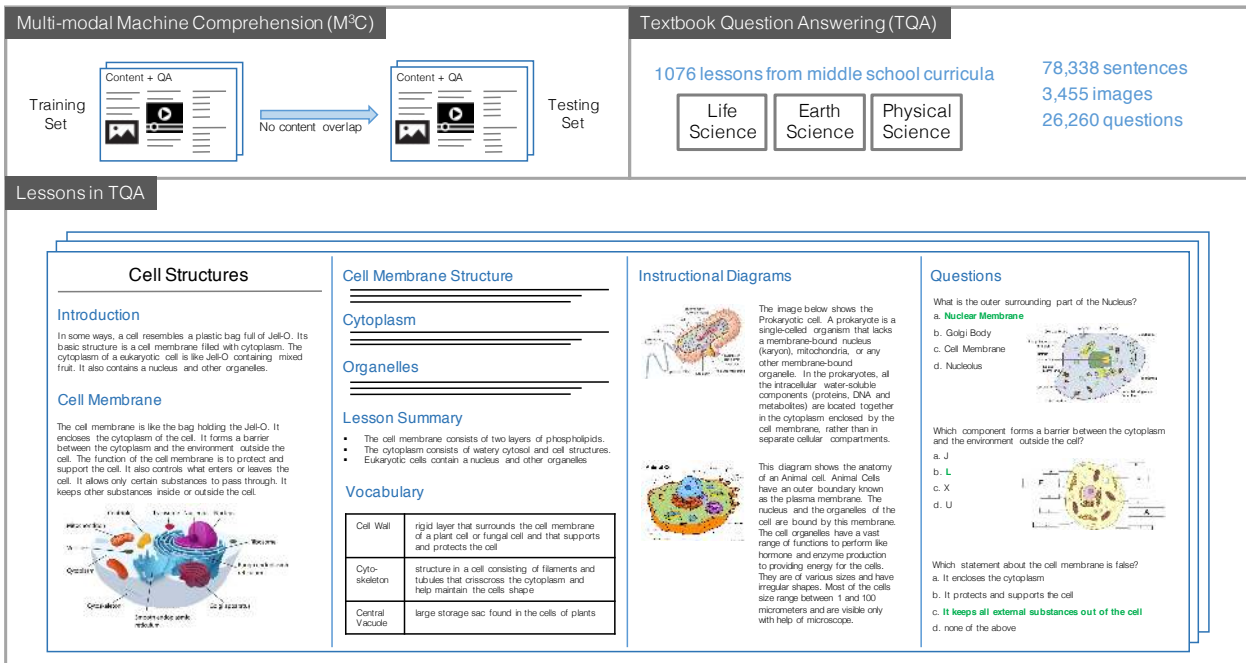 Multi-modal Machine Comprehension (M³C)
Training
Set
Content + QA
No content overlap
Content + QA
Testing
Set
Textbook Question Answering (TQA)
1076 lessons from middle school curricula
Life
Science
Earth
Science
Physical
Science
78,338 sentences
3,455 images
26,260 questions
Lessons in TQA
Cell Structures
Introduction
In some ways, a cell resembles a plastic bag full of Jell-O. Its
basic structure is a cell membrane filled with cytoplasm. The
cytoplasm of a eukaryotic cell is like Jell-O containing mixed
fruit. It also contains a nucleus and other organelles.
Cell Membrane
The cell membrane is like the bag holding the Jell-O. It
encloses the cytoplasm of the cell. It forms a barrier
between the cytoplasm and the environment outside the
cell. The function of the cell membrane is to protect and
support the cell. It also controls what enters or leaves the
cell. It allows only certain substances to pass through. It
keeps other substances inside or outside the cell.
Centriole
Lysosome
Nucleolus
Nucleus
Mitochondrion
Ribosome
Cytoplasm
Cytoskeleton
Golgi apparatus
Smooth endoplasmic
reticulum
Cell Membrane Structure
Cytoplasm
Organelles
Lesson Summary
▪ The cell membrane consists of two layers of phospholipids.
▪ The cytoplasm consists of watery cytosol and cell structures.
▪ Eukaryotic cells contain a nucleus and other organelles
Vocabulary
Cell Wall
rigid layer that surrounds the cell membrane
of a plant cell or fungal cell and that supports
and protects the cell
Cyto-
skeleton
structure in a cell consisting of filaments and
tubules that crisscross the cytoplasm and
help maintain the cells shape
Central
Vacuole
large storage sac found in the cells of plants
Instructional Diagrams
The image below shows the
Prokaryotic cell. A prokaryote is a
single-celled organism that lacks
a membrane-bound nucleus
(karyon), mitochondria, or any
other membrane-bound
organelle. In the prokaryotes, all
the intracellular water-soluble
components (proteins, DNA and
metabolites) are located together
in the cytoplasm enclosed by the
cell membrane, rather than in
separate cellular compartments.
This diagram shows the anatomy
of an Animal cell. Animal Cells
have an outer boundary known
as the plasma membrane. The
nucleus and the organelles of the
cell are bound by this membrane.
The cell organelles have a vast
range of functions to perform like
hormone and enzyme production
to providing energy for the cells.
They are of various sizes and have
irregular shapes. Most of the cells
size range between 1 and 100
micrometers and are visible only
with help of microscope.
Questions
What is the outer surrounding part of the Nucleus?
a. Nuclear Membrane
b. Golgi Body
c. Cell Membrane
d. Nucleolus
Which component forms a barrier between the cytoplasm
and the environment outside the cell?
a. J
b. L
c. X
d. U
F
A
Which statement about the cell membrane is false?
a. It encloses the cytoplasm
b. It protects and supports the cell
c. It keeps all external substances out of the cell
d. none of the above